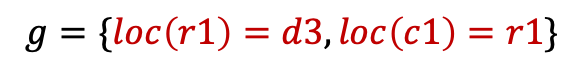 g = {loc(r1) = d3, loc(c1) = r1}